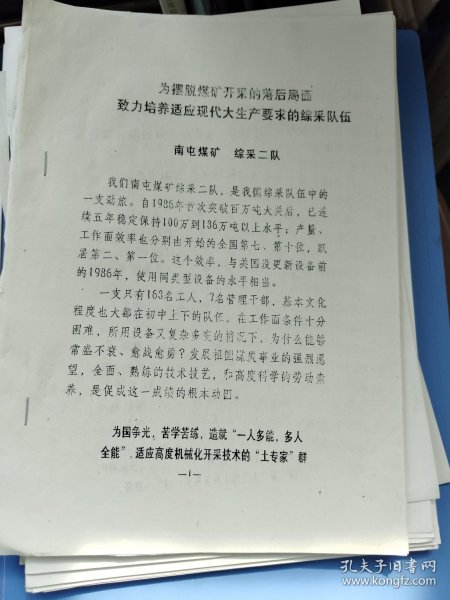 为摆脱煤矿开采的落后局面
致力培养适应现代大生产要求的综采队伍
南屯煤矿 综采二队
我们南屯煤矿综采二队，是我国综采队伍中的
一支劲旅。自1986年首次突破百万吨大关后，已连
续五年稳定保持100万到136万吨以上水平；产量、
工作面效率也分别由开始的全国第七、第十位，跃
居第二、第一位。这个效率，与美国没更新设备前
的1986年，使用同类型设备的水平相当。
一支只有163名工人，7名管理干部，基本文化
程度也大都在初中上下的队伍，在工作面条件十分
困难，所用设备又复杂多变的情况下，为什么能够
常盛不衰、愈战愈勇？发展祖国煤炭事业的强烈愿
望，全面、熟练的技术技艺，和高度科学的劳动素
养，是促成这一成绩的根本动因。
为国争光，苦学苦练，造就“一人多能，多人
全能”，适应高度机械化开采技术的“土专家”群
—1—
孔夫子旧书网
www.kongfz.com